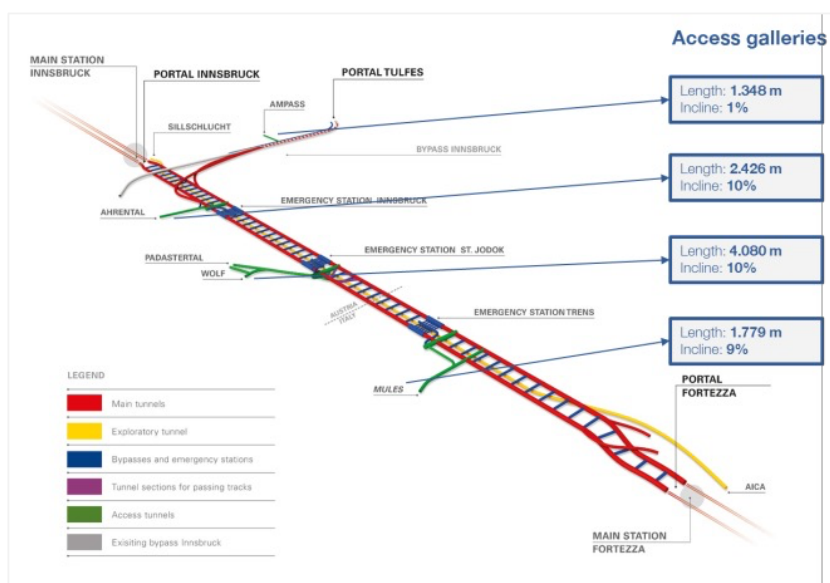 Access galleries
MAIN STATION
INNSBRUCK
PORTAL INNSBRUCK
PORTAL TULFES
AMPASS
SILLSCHLUCHT
BYPASS INNSBRUCK
Length: 1.348 m
Incline: 1%
AHRENTAL
EMERGENCY STATION INNSBRUCK
Length: 2.426 m
Incline: 10%
PADASTERTAL
WOLF
EMERGENCY STATION ST. JODOK
Length: 4.080 m
Incline: 10%
AUSTRIA
ITALY
EMERGENCY STATION TRENS
Length: 1.779 m
Incline: 9%
MULES
PORTAL
FORTEZZA
AICA
MAIN STATION
FORTEZZA
LEGEND
Main tunnels
Exploratory tunnel
Bypasses and emergency stations
Tunnel sections for passing tracks
Access tunnels
Exisiting bypass Innsbruck